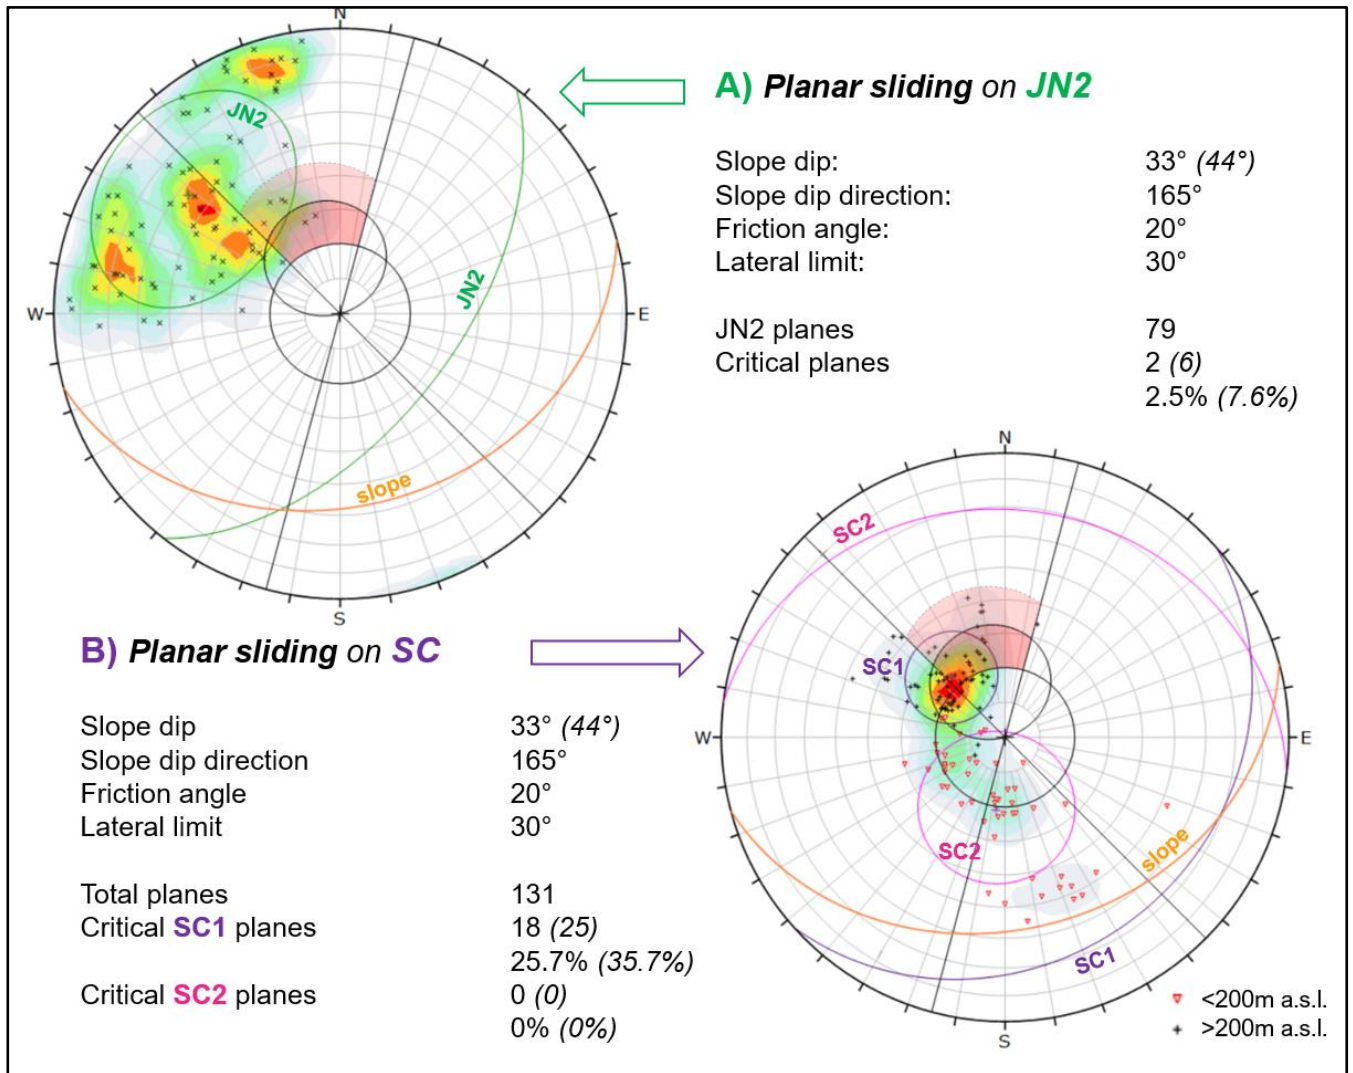 N
A) Planar sliding on JN2
JN2
Slope dip: 33° (44°)
Slope dip direction: 165°
Friction angle: 20°
Lateral limit: 30°
W
E
JN2
JN2 planes 79
Critical planes 2 (6)
2.5% (7.6%)
slope
S
N
SC2
B) Planar sliding on SC
SC1
Slope dip 33° (44°)
Slope dip direction 165°
Friction angle 20°
Lateral limit 30°
W
E
SC2
slope
Total planes 131
Critical SC1 planes 18 (25)
25.7% (35.7%)
Critical SC2 planes 0 (0)
0% (0%)
SC1
<200m a.s.l.
>200m a.s.l.
S